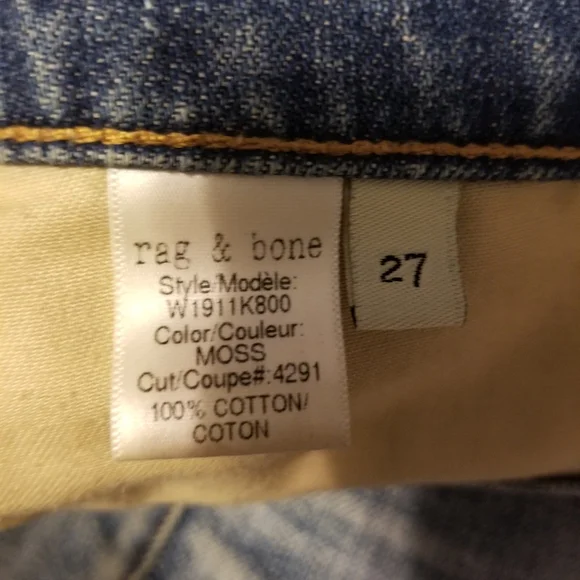 rag & bone
Style/Modèle:
W1911K800
Color/Couleur:
MOSS
Cut/Coupe#:4291
100% COTTON/
COTON
27